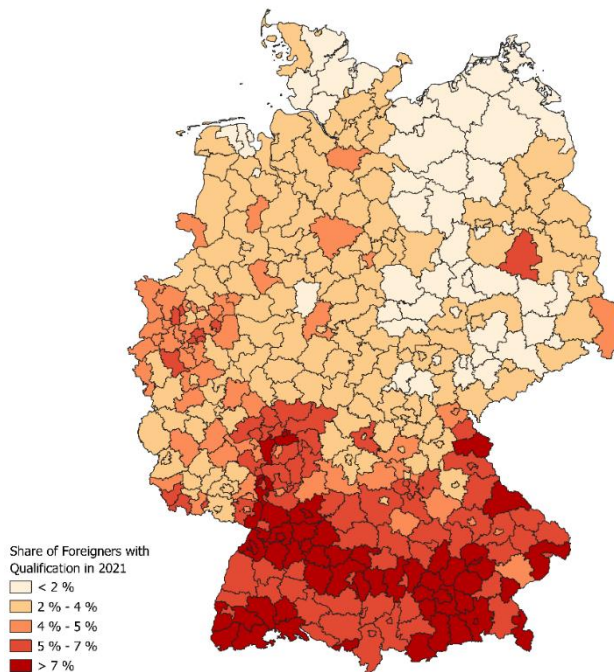 Share of Foreigners with
Qualification in 2021
< 2 %
2 % - 4 %
4 % - 5 %
5 % - 7 %
> 7 %